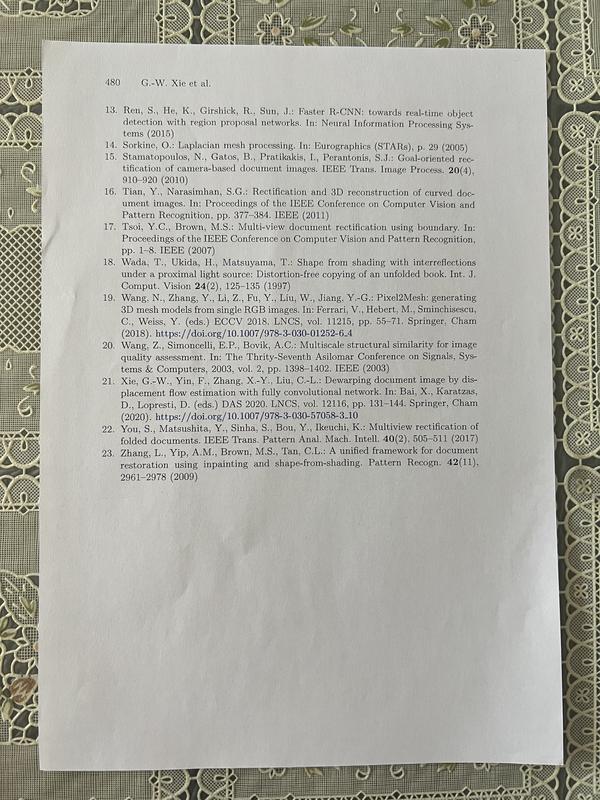 480 G.-W. Xie et al.
13. Ren, S., He, K., Girshick, R., Sun, J.: Faster R-CNN: towards real-time object
detection with region proposal networks. In: Neural Information Processing Sys-
tems (2015)
14. Sorkine, O.: Laplacian mesh processing. In: Eurographics (STARs), p. 29 (2005)
15. Stamatopoulos, N., Gatos, B., Pratikakis, I., Perantonis, S.J.: Goal-oriented rec-
tification of camera-based document images. IEEE Trans. Image Process. 20(4),
910–920 (2010)
16. Tian, Y., Narasimhan, S.G.: Rectification and 3D reconstruction of curved doc-
ument images. In: Proceedings of the IEEE Conference on Computer Vision and
Pattern Recognition, pp. 377–384. IEEE (2011)
17. Tsoi, Y.C., Brown, M.S.: Multi-view document rectification using boundary. In:
Proceedings of the IEEE Conference on Computer Vision and Pattern Recognition,
pp. 1–8. IEEE (2007)
18. Wada, T., Ukida, H., Matsuyama, T.: Shape from shading with interreflections
under a proximal light source: Distortion-free copying of an unfolded book. Int. J.
Comput. Vision 24(2), 125–135 (1997)
19. Wang, N., Zhang, Y., Li, Z., Fu, Y., Liu, W., Jiang, Y.-G.: Pixel2Mesh: generating
3D mesh models from single RGB images. In: Ferrari, V., Hebert, M., Sminchisescu,
C., Weiss, Y. (eds.) ECCV 2018. LNCS, vol. 11215, pp. 55–71. Springer, Cham
(2018). https://doi.org/10.1007/978-3-030-01252-6_4
20. Wang, Z., Simoncelli, E.P., Bovik, A.C.: Multiscale structural similarity for image
quality assessment. In: The Thrity-Seventh Asilomar Conference on Signals, Sys-
tems & Computers, 2003, vol. 2, pp. 1398–1402. IEEE (2003)
21. Xie, G.-W., Yin, F., Zhang, X.-Y., Liu, C.-L.: Dewarping document image by dis-
placement flow estimation with fully convolutional network. In: Bai, X., Karatzas,
D., Lopresti, D. (eds.) DAS 2020. LNCS, vol. 12116, pp. 131–144. Springer, Cham
(2020). https://doi.org/10.1007/978-3-030-57058-3_10
22. You, S., Matsushita, Y., Sinha, S., Bou, Y., Ikeuchi, K.: Multiview rectification of
folded documents. IEEE Trans. Pattern Anal. Mach. Intell. 40(2), 505–511 (2017)
23. Zhang, L., Yip, A.M., Brown, M.S., Tan, C.L.: A unified framework for document
restoration using inpainting and shape-from-shading. Pattern Recogn. 42(11),
2961–2978 (2009)